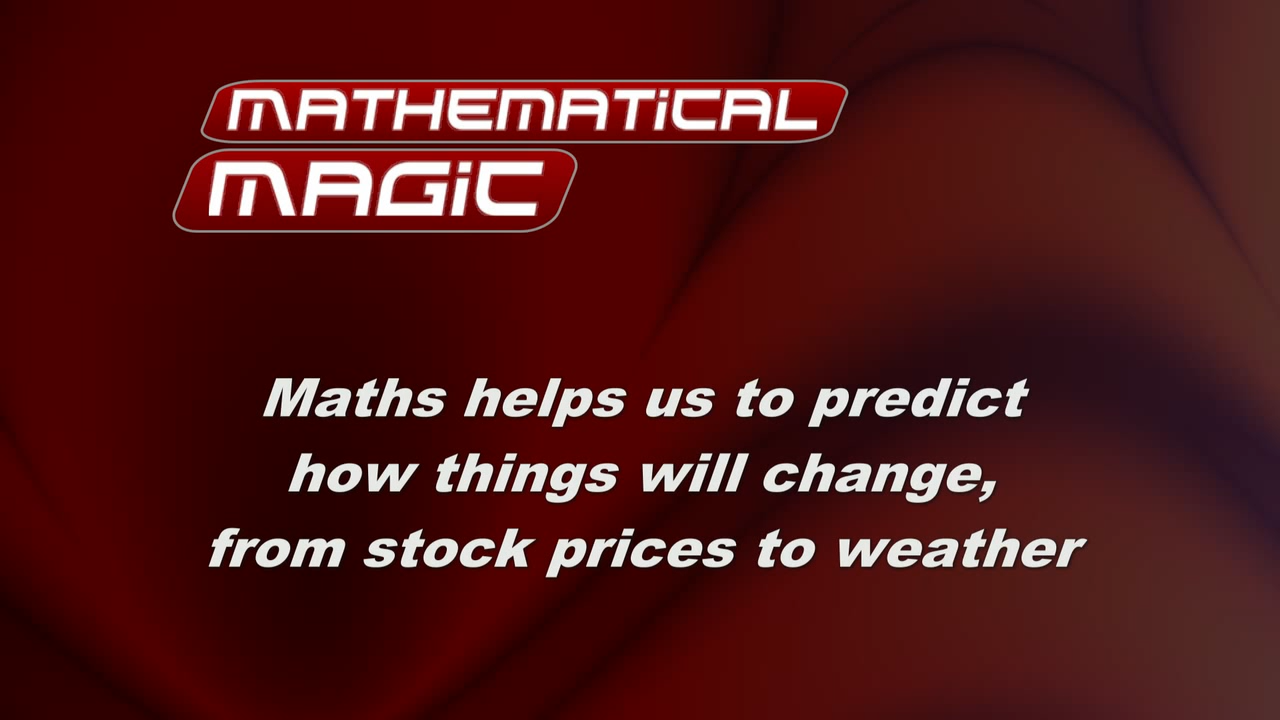 MATHEMATiCAL
MAGiC
Maths helps us to predict
how things will change,
from stock prices to weather